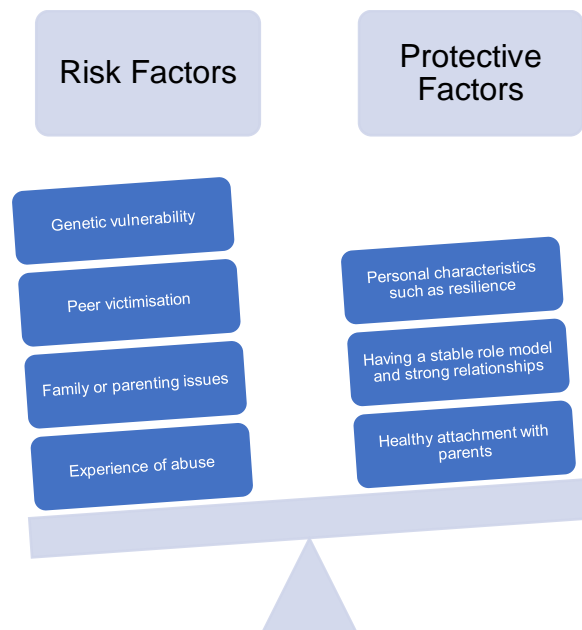 Risk Factors
Protective
Factors
Genetic vulnerability
Peer victimisation
Family or parenting issues
Experience of abuse
Personal characteristics
such as resilience
Having a stable role model
and strong relationships
Healthy attachment with
parents